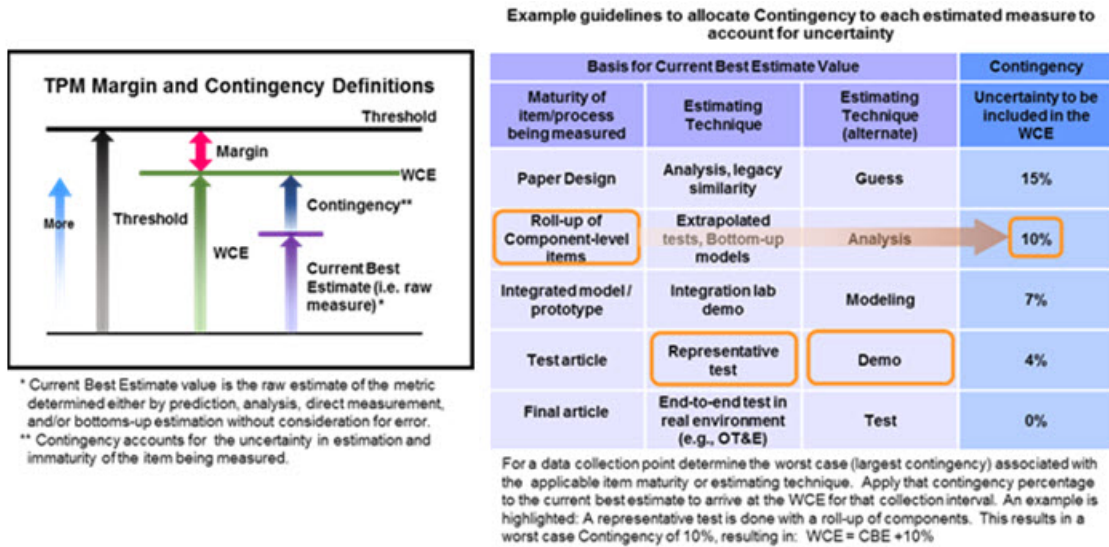 TPM Margin and Contingency Definitions
Threshold
Margin
WCE
More
Threshold
Contingency**
WCE
Current Best
Estimate (i.e. raw
measure) *
* Current Best Estimate value is the raw estimate of the metric
determined either by prediction, analysis, direct measurement,
and/or bottoms-up estimation without consideration for error.
** Contingency accounts for the uncertainty in estimation and
immaturity of the item being measured.
Example guidelines to allocate Contingency to each estimated measure to
account for uncertainty
Basis for Current Best Estimate Value
Contingency
Maturity of
item/process
being measured
Estimating
Technique
Estimating
Technique
(alternate)
Uncertainty to be
included in the
WCE
Paper Design
Analysis, legacy
similarity
Guess
15%
Roll-up of
Component-level
items
Extrapolated
tests, Bottom-up
models
Analysis
10%
Integrated model /
prototype
Integration lab
demo
Modeling
7%
Test article
Representative
test
Demo
4%
Final article
End-to-end test in
real environment
(e.g., OT&E)
Test
0%
For a data collection point determine the worst case (largest contingency) associated with
the applicable item maturity or estimating technique. Apply that contingency percentage
to the current best estimate to arrive at the WCE for that collection interval. An example is
highlighted: A representative test is done with a roll-up of components. This results in a
worst case Contingency of 10%, resulting in: WCE = CBE +10%